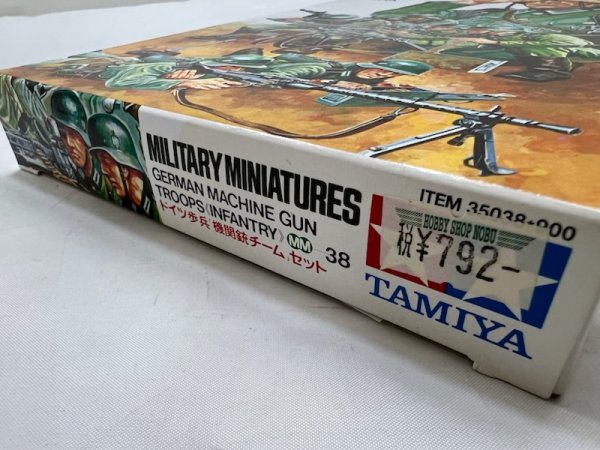 MILITARY MINIATURES
GERMAN MACHINE GUN
TROOPS (INFANTRY) MM 38
ドイツ歩兵機関銃チーム、セット
ITEM 35038★900
HOBBY SHOP NOBU
税¥792-
TAMIYA